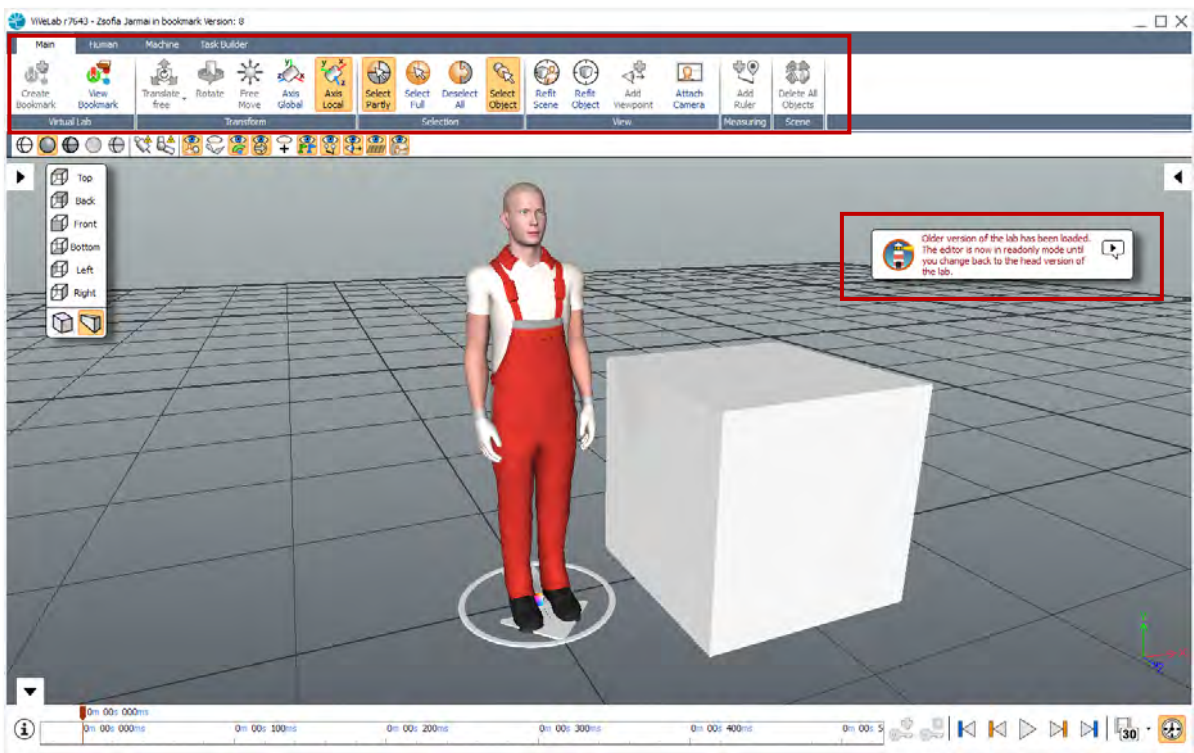 ViveLab r7643 - Zsofia Jarmai in bookmark Version: 8
Main Human Machine Task Builder
Create Bookmark
View Bookmark
Translate free
Rotate
Free Move
Axis Global
Axis Local
Select Partly
Select Full
Deselect All
Select Object
Refit Scene
Refit Object
Add Viewpoint
Attach Camera
Add Ruler
Delete All Objects
Virtual Lab
Transform
Selection
View
Measuring
Scene
Top
Back
Front
Bottom
Left
Right
Older version of the lab has been loaded.
The editor is now in readonly mode until
you change back to the head version of
the lab.
0m 00s 000ms
0m 00s 000ms 0m 00s 100ms 0m 00s 200ms 0m 00s 300ms 0m 00s 400ms 0m 00s 5
30